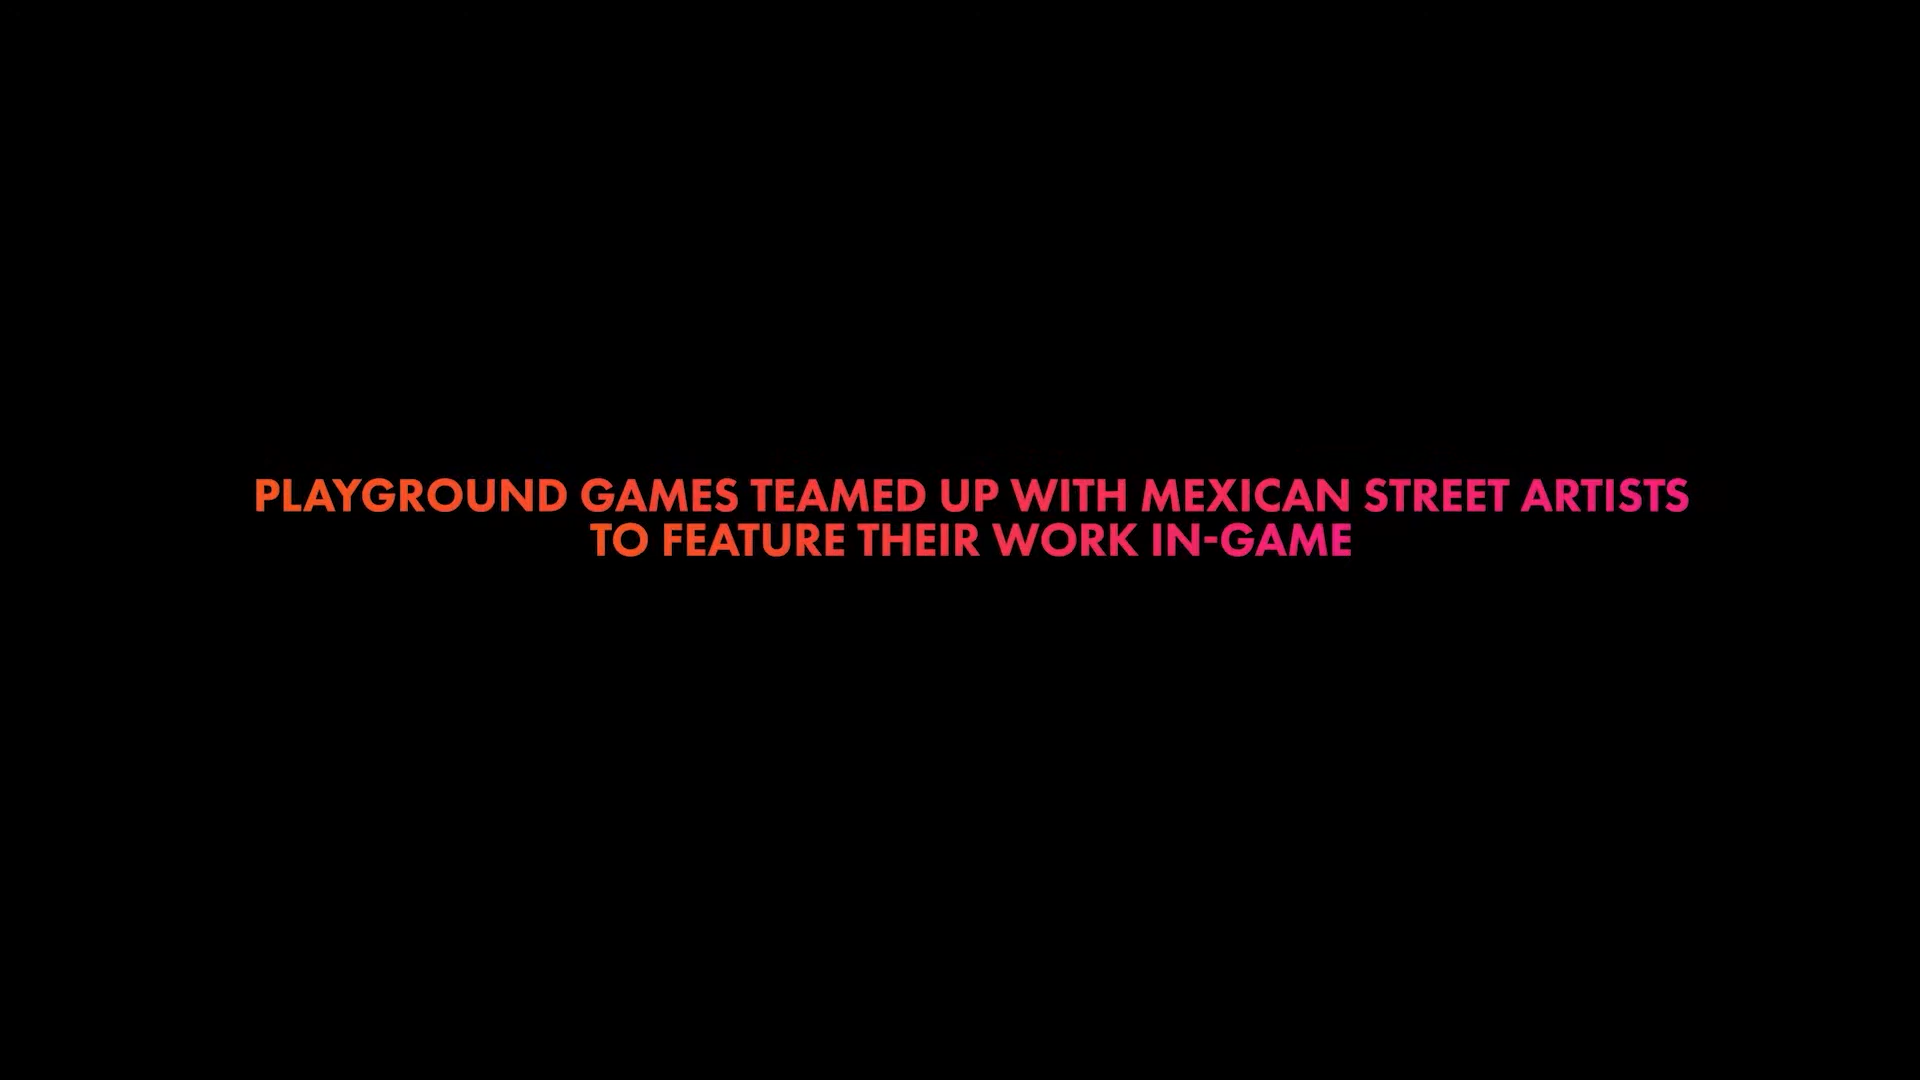 PLAYGROUND GAMES TEAMED UP WITH MEXICAN STREET ARTISTS
TO FEATURE THEIR WORK IN-GAME